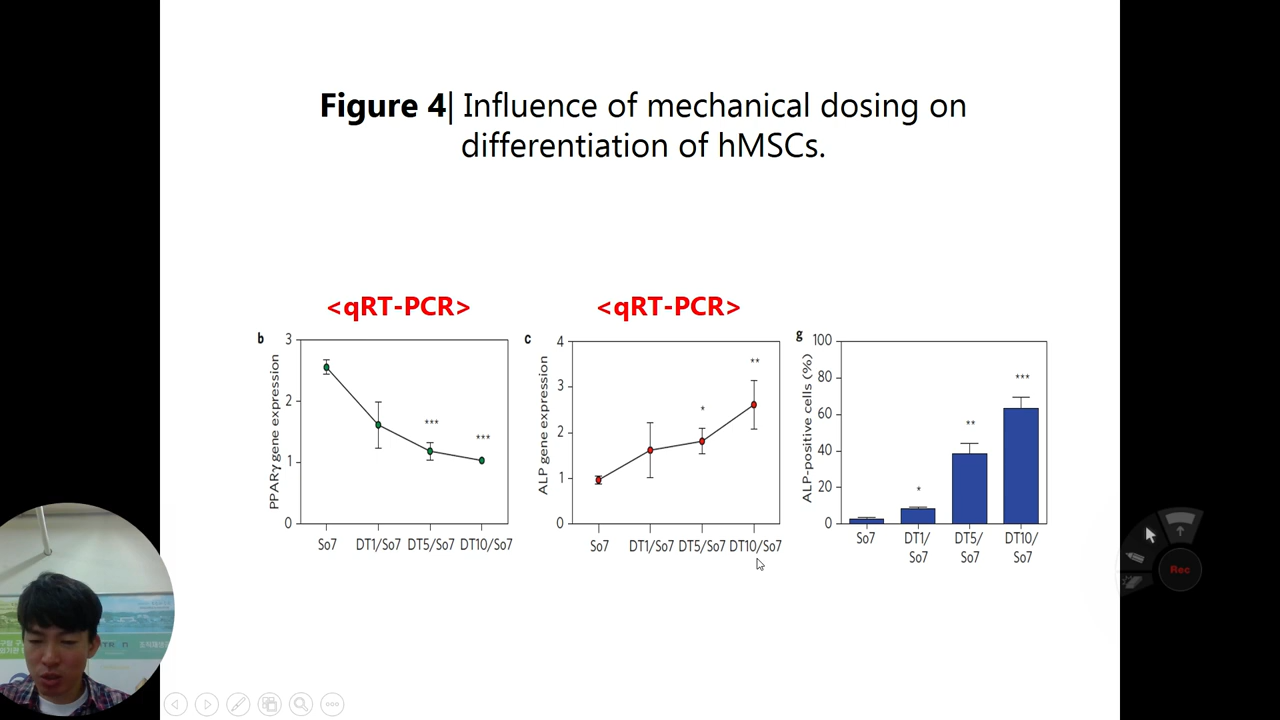 Figure 4| Influence of mechanical dosing on
differentiation of hMSCs.
<qRT-PCR>
<qRT-PCR>
b
PPARγ gene expression
3
2
1
0
So7 DT1/So7 DT5/So7 DT10/So7
***
***
c
ALP gene expression
4
3
2
1
0
So7 DT1/So7 DT5/So7 DT10/So7
*
**
g
ALP-positive cells (%)
100
80
60
40
20
0
So7 DT1/ DT5/ DT10/
So7 So7 So7
*
**
***
Rec